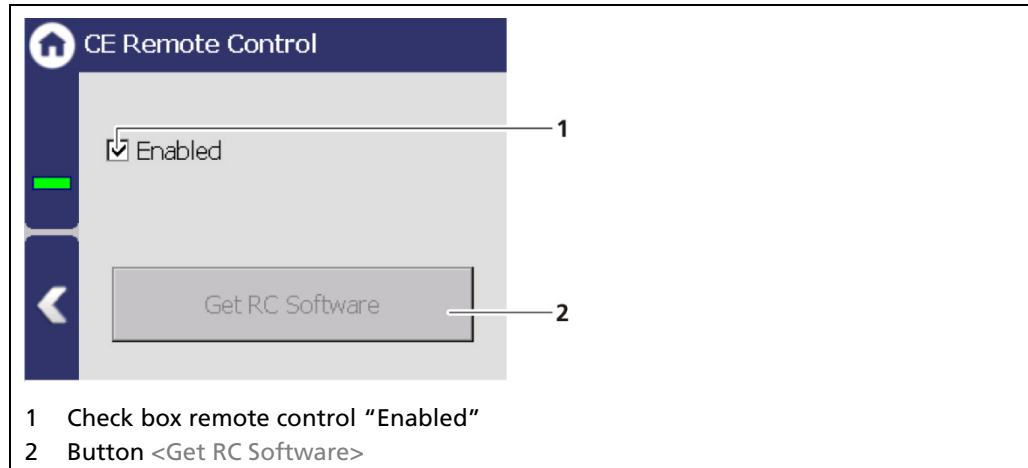 CE Remote Control
Enabled
1
Get RC Software
2
1 Check box remote control “Enabled”
2 Button <Get RC Software>